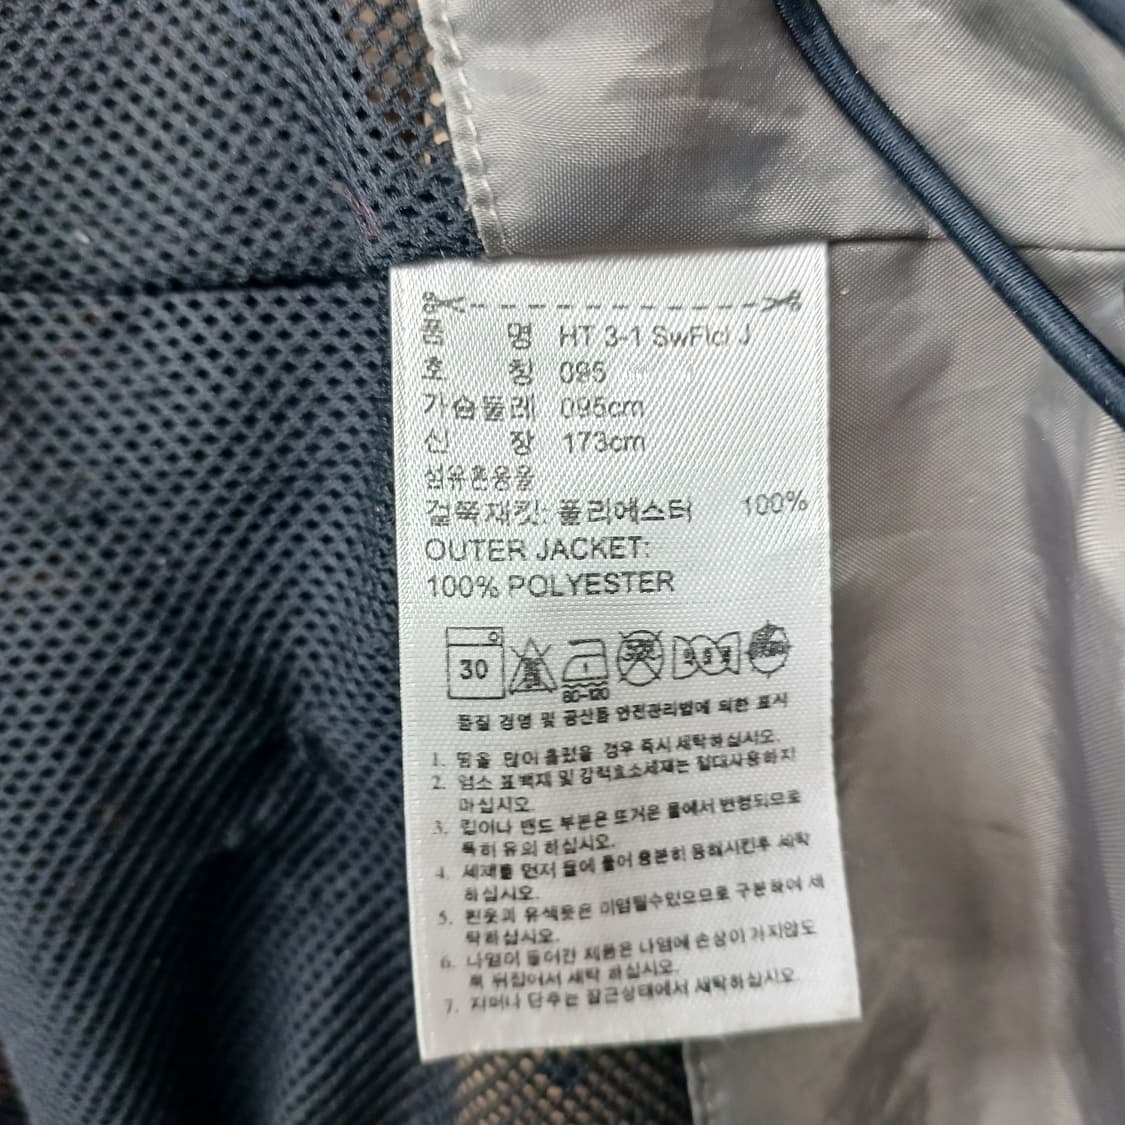 품 명 HT 3-1 SwFlcl J
호 칭 095
가슴둘레 095cm
신 장 173cm
섬유혼용율
겉쪽재킷: 폴리에스터 100%
OUTER JACKET:
100% POLYESTER
30
80-120
품질 경영 및 공산품 안전관리법에 의한 표시
1. 땀을 많이 흘렸을 경우 즉시 세탁하십시오.
2. 염소 표백제 및 강력효소세제는 절대사용하지
마십시오.
3. 립이나 밴드 부분은 뜨거운 물에서 변형되므로
특히 유의 하십시오.
4. 세제를 먼저 물에 풀어 충분히 용해시킨후 세탁
하십시오.
5. 흰옷과 유색옷은 이염될수있으므로 구분하여 세
탁하십시오.
6. 나염이 들어간 제품은 나염에 손상이 가지않도
록 뒤집어서 세탁 하십시오.
7. 지퍼나 단추는 잠근상태에서 세탁하십시오.